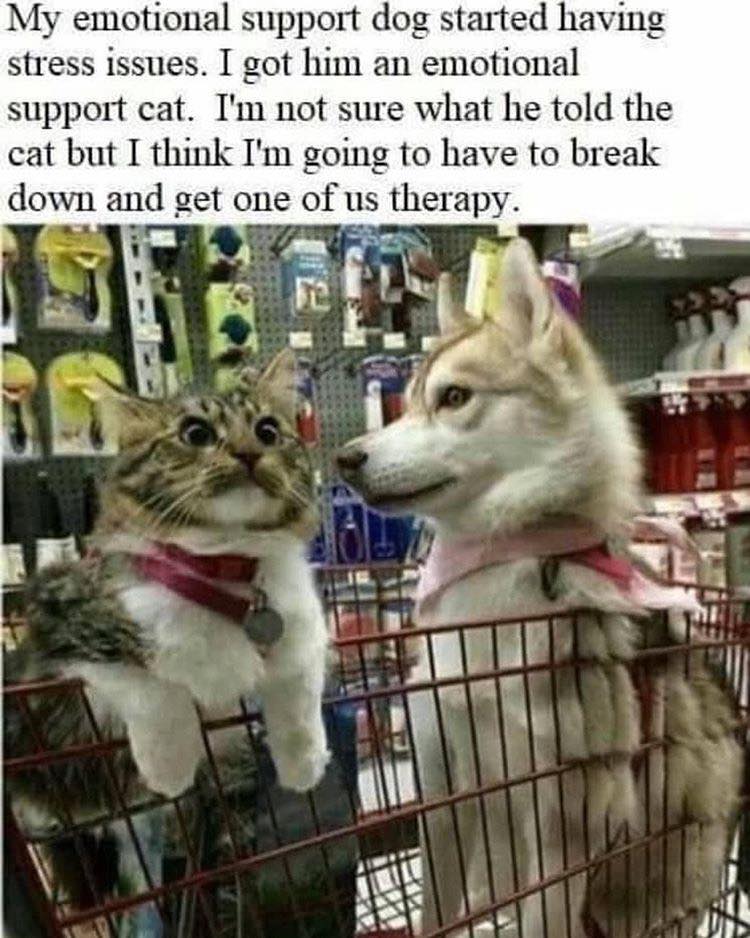 My emotional support dog started having
stress issues. I got him an emotional
support cat.  I'm not sure what he told the
cat but I think I'm going to have to break
down and get one of us therapy.